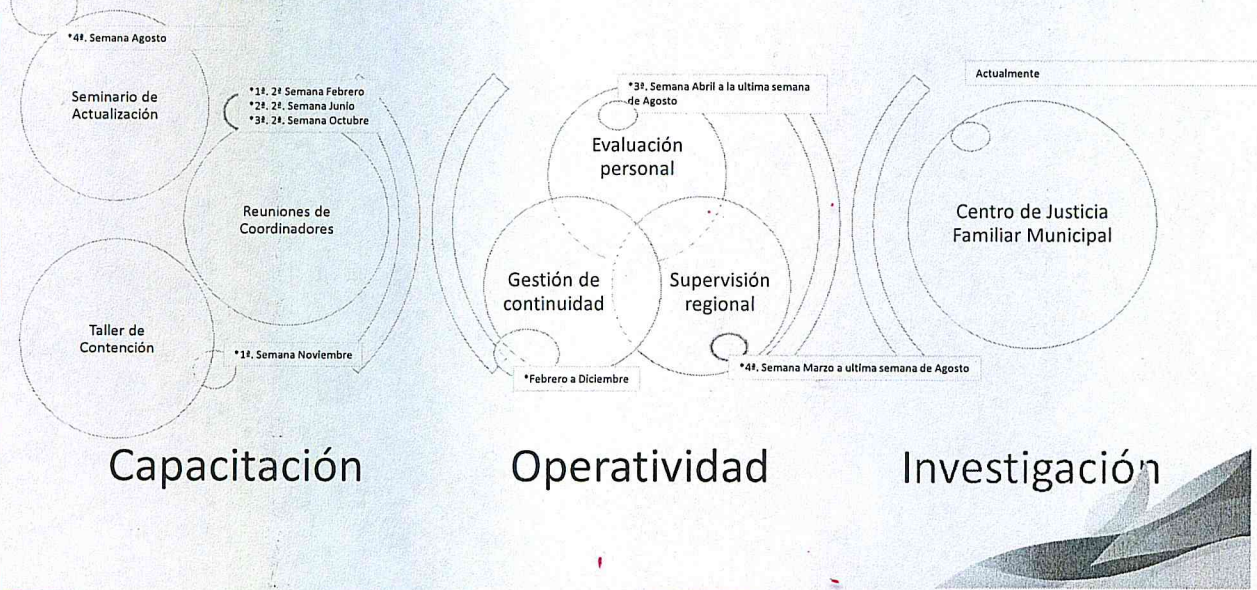 *4ª. Semana Agosto
Seminario de
Actualización
*1ª. 2ª Semana Febrero
*2ª. 2ª. Semana Junio
*3ª. 2ª. Semana Octubre
Reuniones de
Coordinadores
Taller de
Contención
*1ª. Semana Noviembre
Capacitación
*3ª. Semana Abril a la ultima semana
de Agosto
Evaluación
personal
Gestión de
continuidad
Supervisión
regional
*Febrero a Diciembre
*4ª. Semana Marzo a ultima semana de Agosto
Operatividad
Actualmente
Centro de Justicia
Familiar Municipal
Investigación